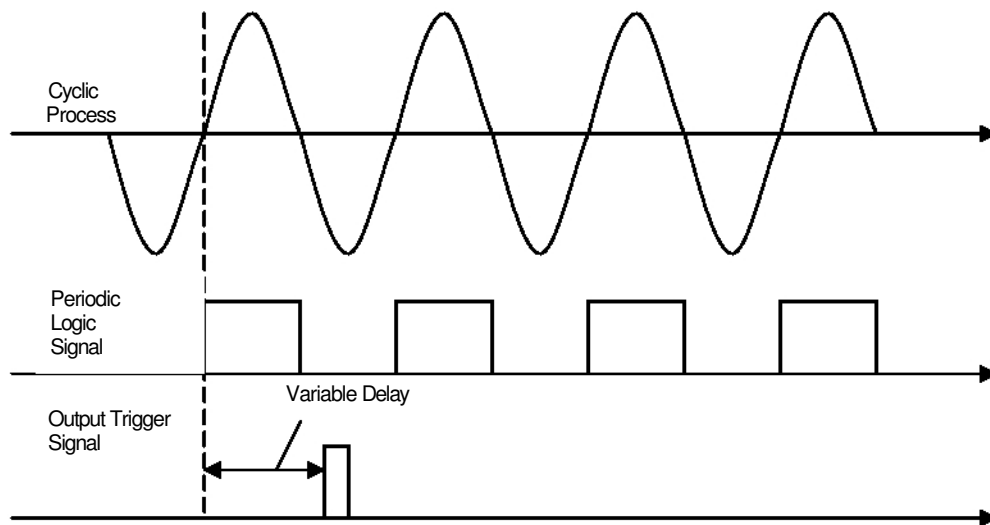 Cyclic
Process
Periodic
Logic
Signal
Variable Delay
Output Trigger
Signal